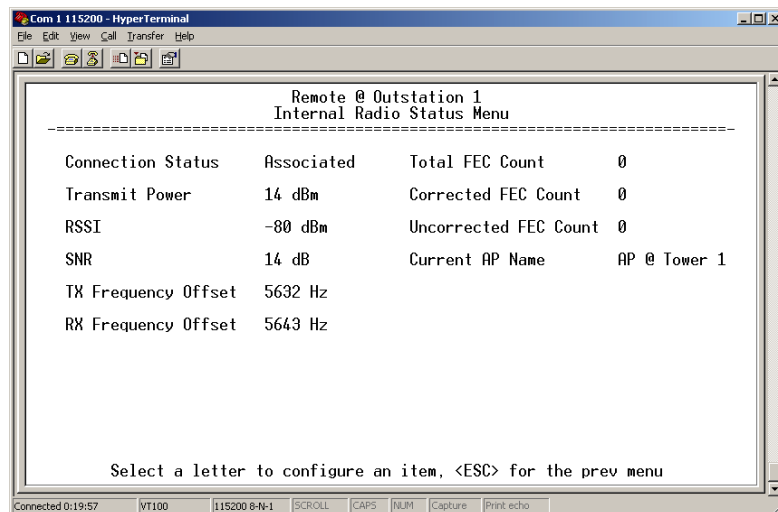 Com 1 115200 - HyperTerminal
File Edit View Call Transfer Help
Remote @ Outstation 1
Internal Radio Status Menu
-==========================================================================-
Connection Status Associated Total FEC Count 0
Transmit Power 14 dBm Corrected FEC Count 0
RSSI -80 dBm Uncorrected FEC Count 0
SNR 14 dB Current AP Name AP @ Tower 1
TX Frequency Offset 5632 Hz
RX Frequency Offset 5643 Hz
Select a letter to configure an item, <ESC> for the prev menu
Connected 0:19:57 VT100 115200 8-N-1 SCROLL CAPS NUM Capture Print echo